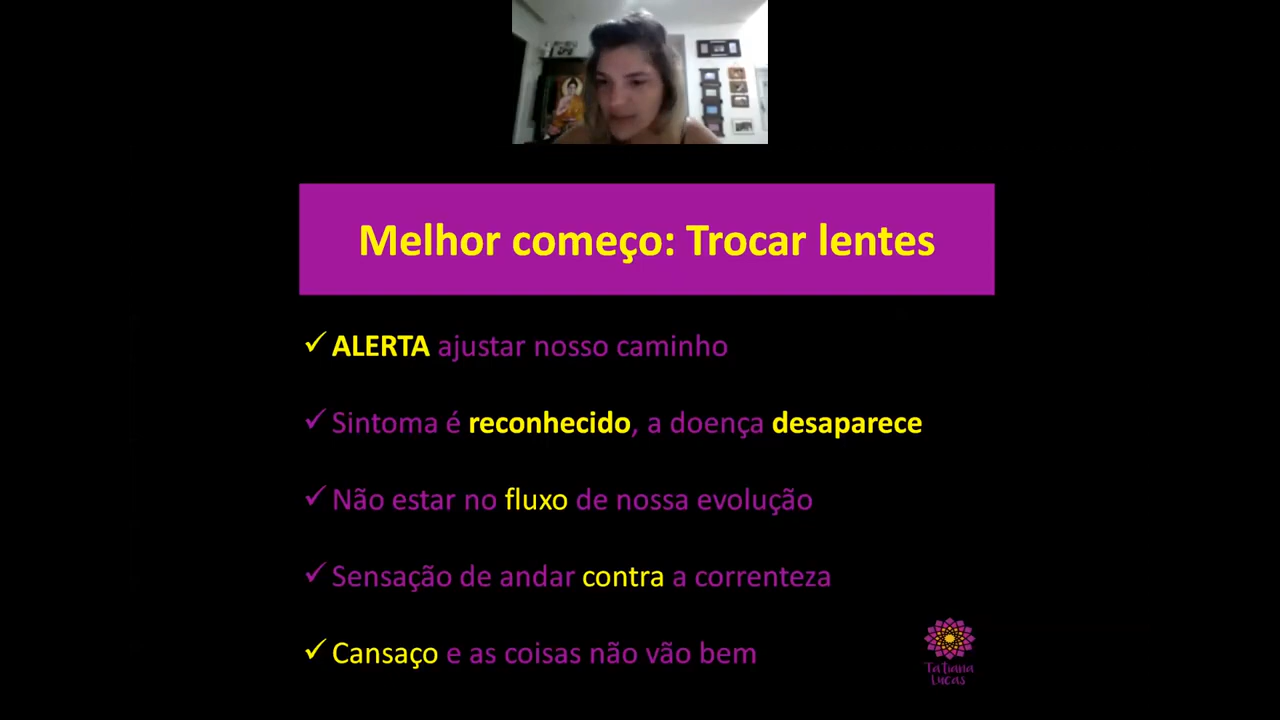 Melhor começo: Trocar lentes
✓ ALERTA ajustar nosso caminho
✓ Sintoma é reconhecido, a doença desaparece
✓ Não estar no fluxo de nossa evolução
✓ Sensação de andar contra a correnteza
✓ Cansaço e as coisas não vão bem
Tatiana
Lucas